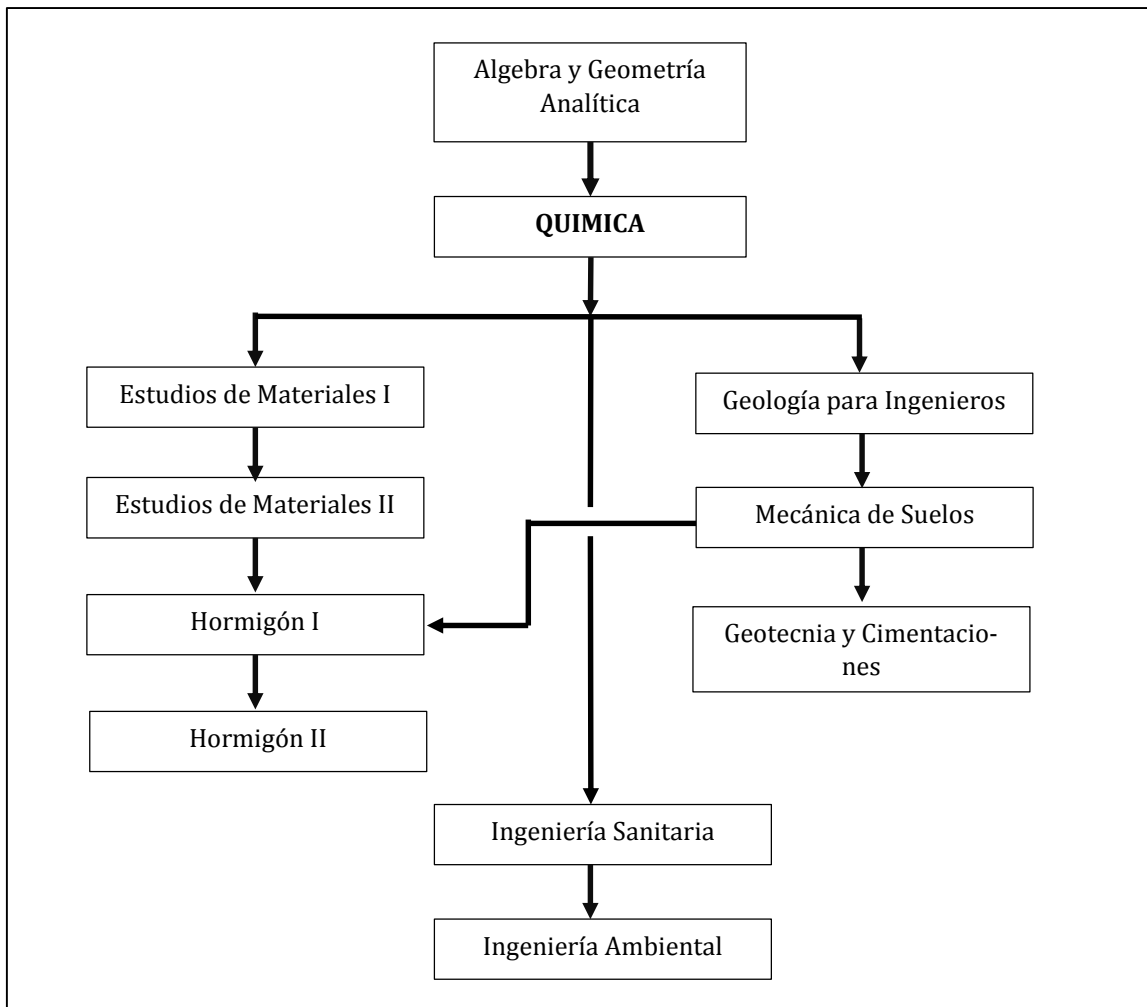 Algebra y Geometría
Analítica
QUIMICA
Estudios de Materiales I
Geología para Ingenieros
Estudios de Materiales II
Mecánica de Suelos
Hormigón I
Geotecnia y Cimentacio-
nes
Hormigón II
Ingeniería Sanitaria
Ingeniería Ambiental